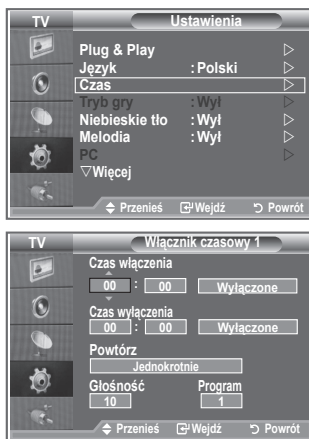 TV Ustawienia
Plug & Play
Język : Polski
Czas
Tryb gry : Wył
Niebieskie tło : Wył
Melodia : Wył
PC
▽Więcej
Przenieś Wejdź Powrót
TV Włącznik czasowy 1
Czas włączenia
00 : 00 Wyłączone
Czas wyłączenia
00 : 00 Wyłączone
Powtórz
Jednokrotnie
Głośność Program
10 1
Przenieś Wejdź Powrót